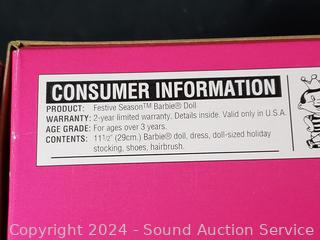 CONSUMER INFORMATION
PRODUCT: Festive Season™ Barbie® Doll
WARRANTY: 2-year limited warranty. Details inside. Valid only in U.S.A.
AGE GRADE: For ages over 3 years.
CONTENTS: 11½" (29cm.) Barbie® doll, dress, doll-sized holiday
stocking, shoes, hairbrush.
Copyright 2024 - Sound Auction Service